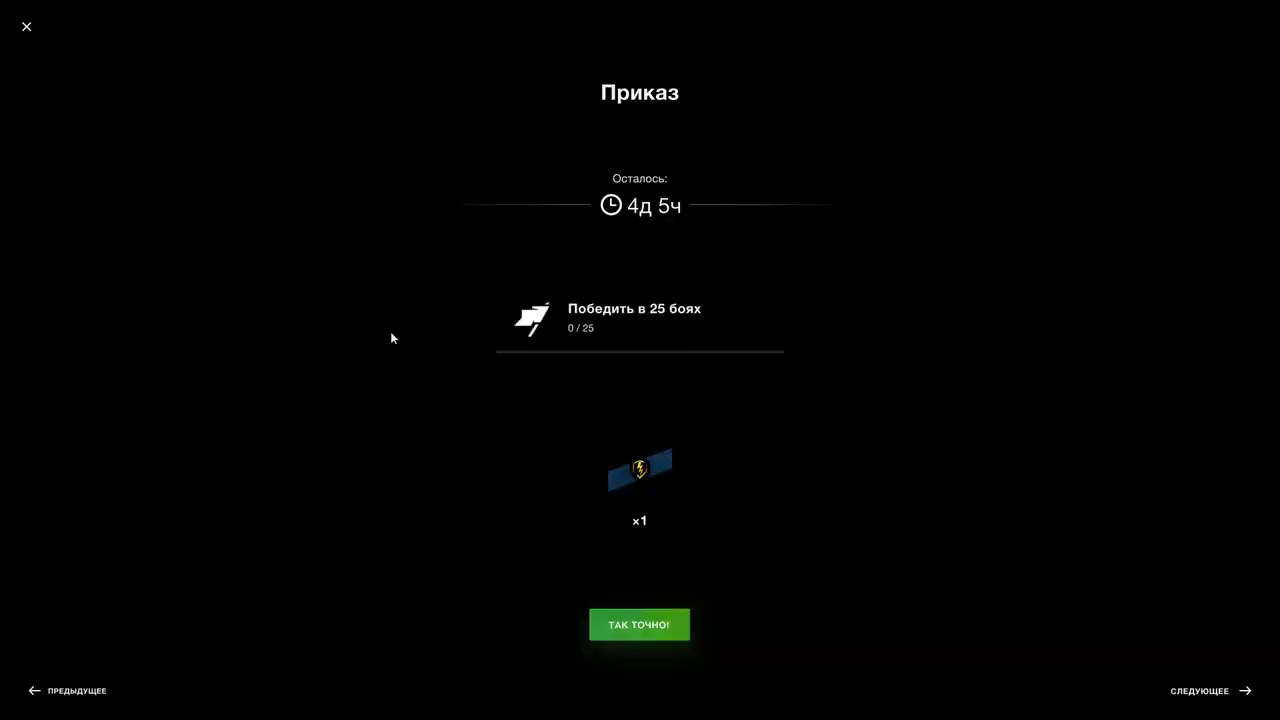 Приказ
Осталось:
4д 5ч
Победить в 25 боях
0 / 25
×1
ТАК ТОЧНО!
ПРЕДЫДУЩЕЕ
СЛЕДУЮЩЕЕ